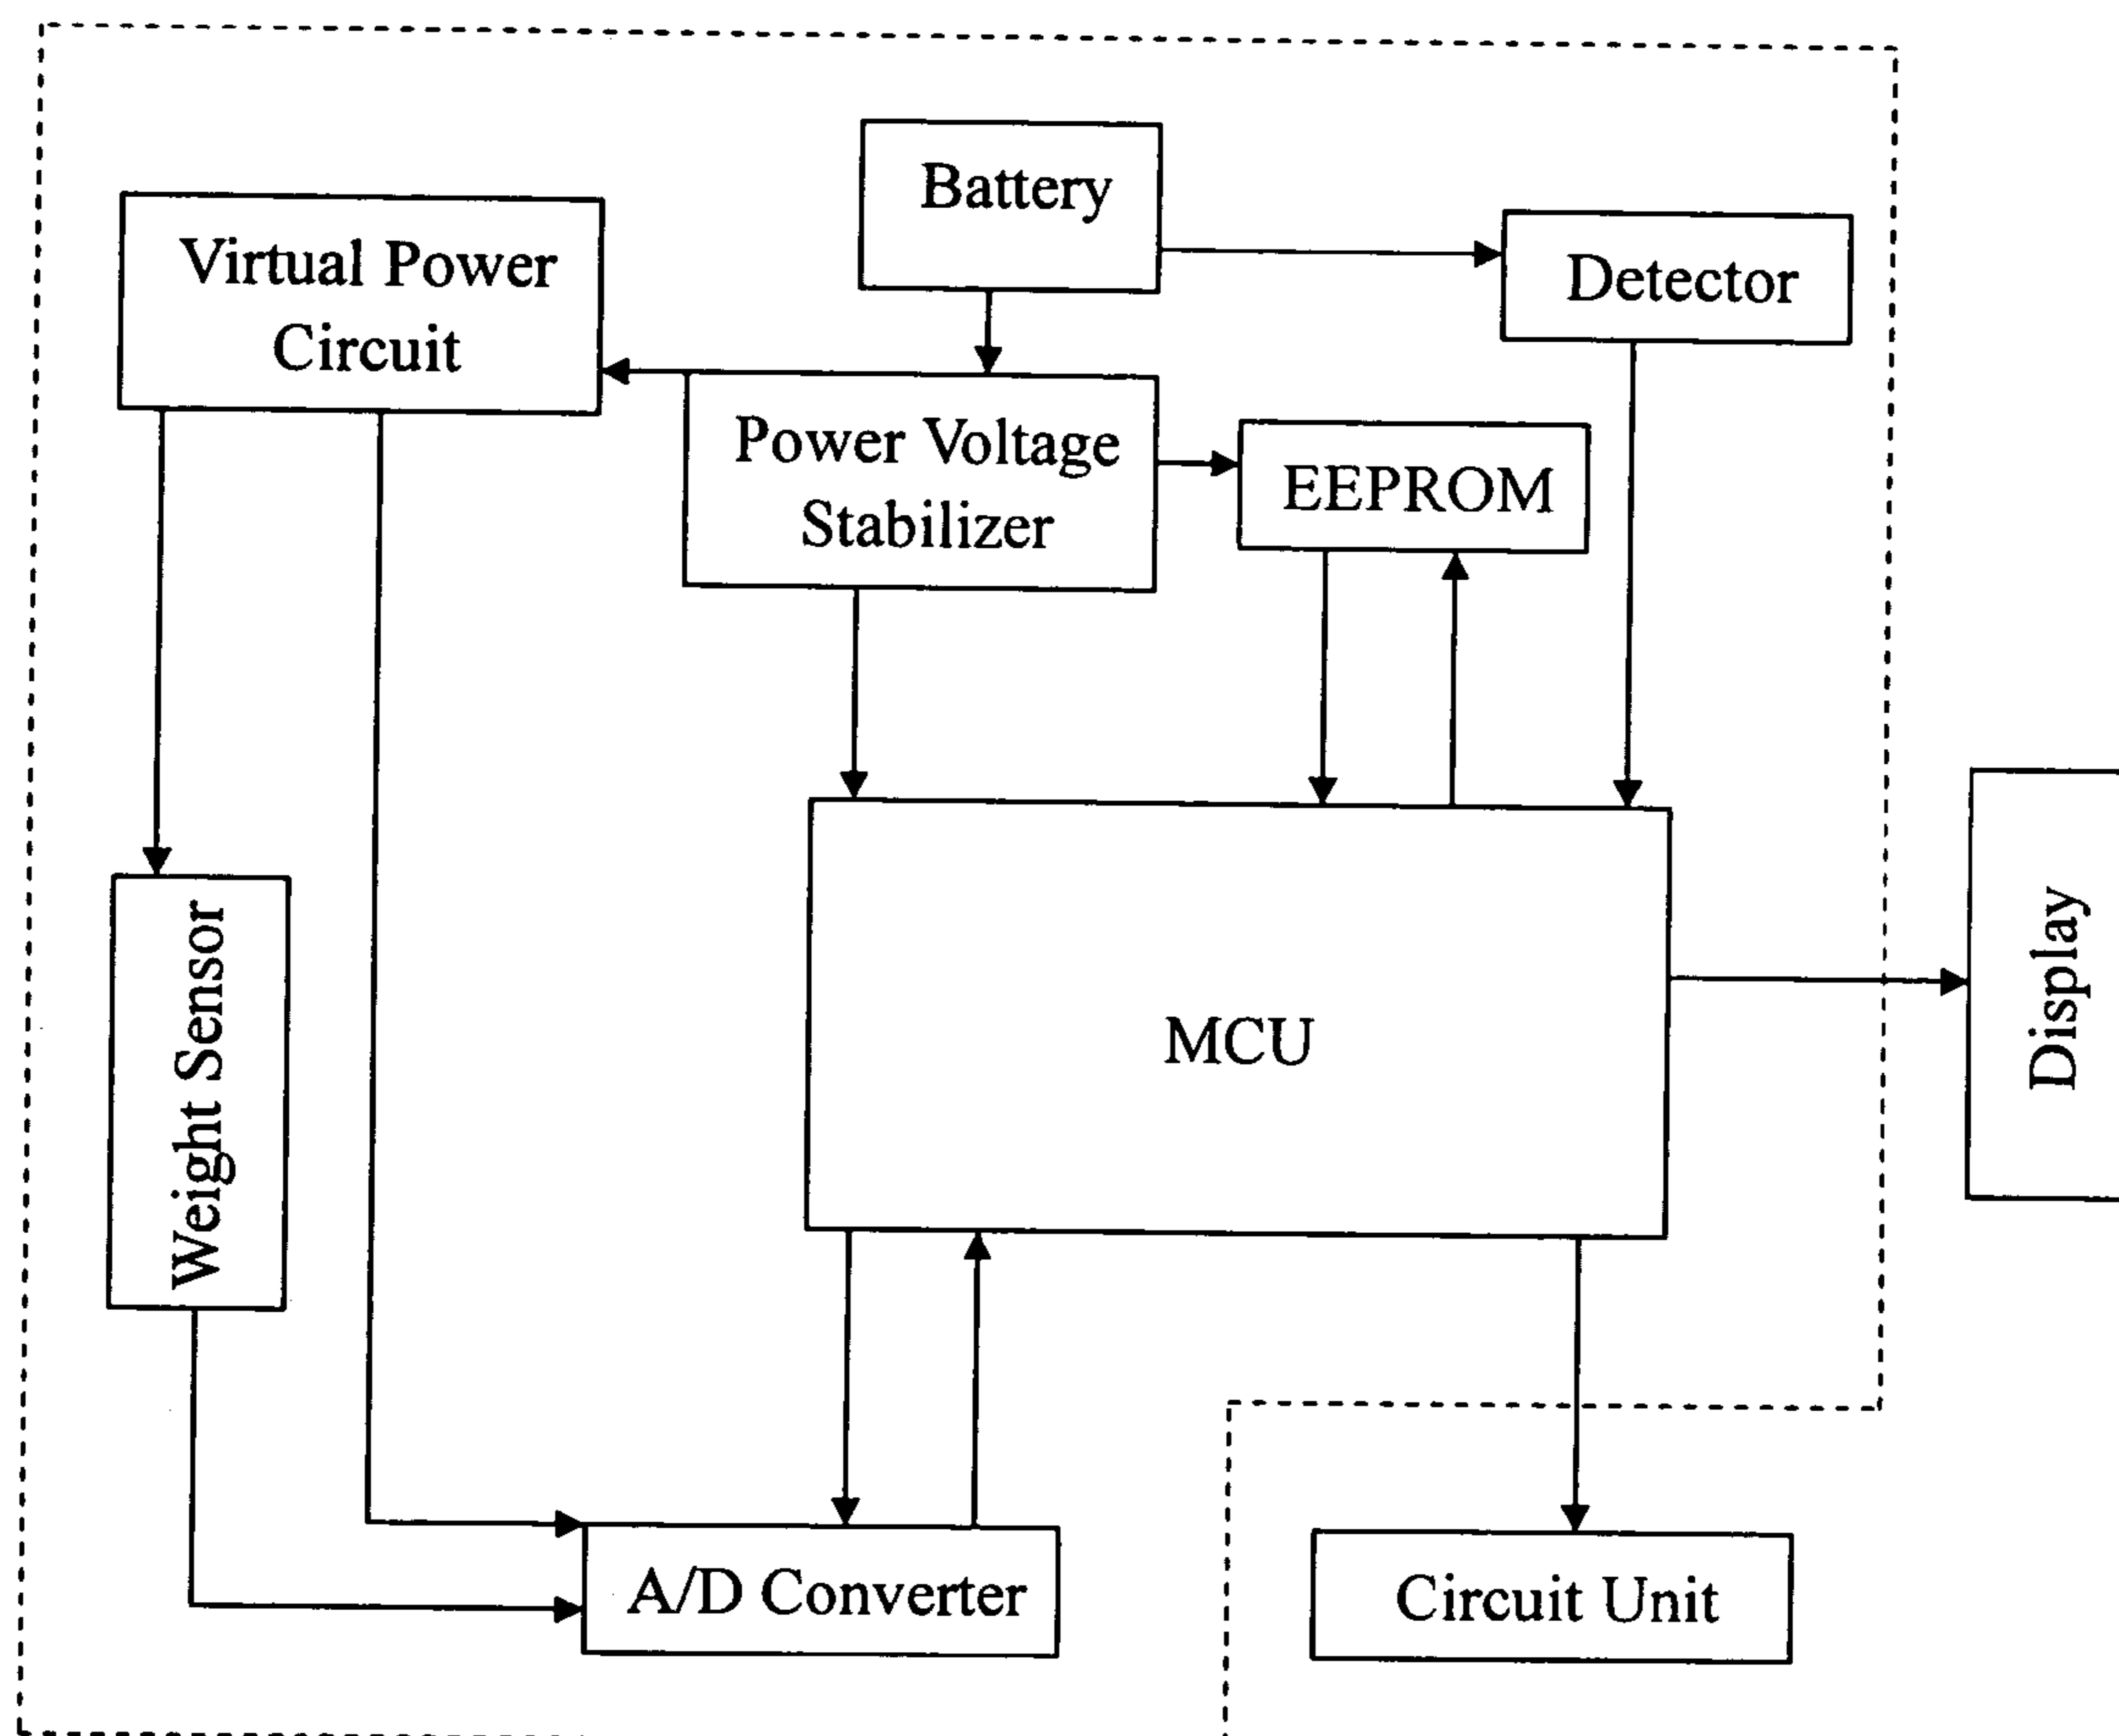 Battery
Virtual Power
Circuit
Detector
Power Voltage
Stabilizer
EEPROM
Weight Sensor
MCU
Display
A/D Converter
Circuit Unit